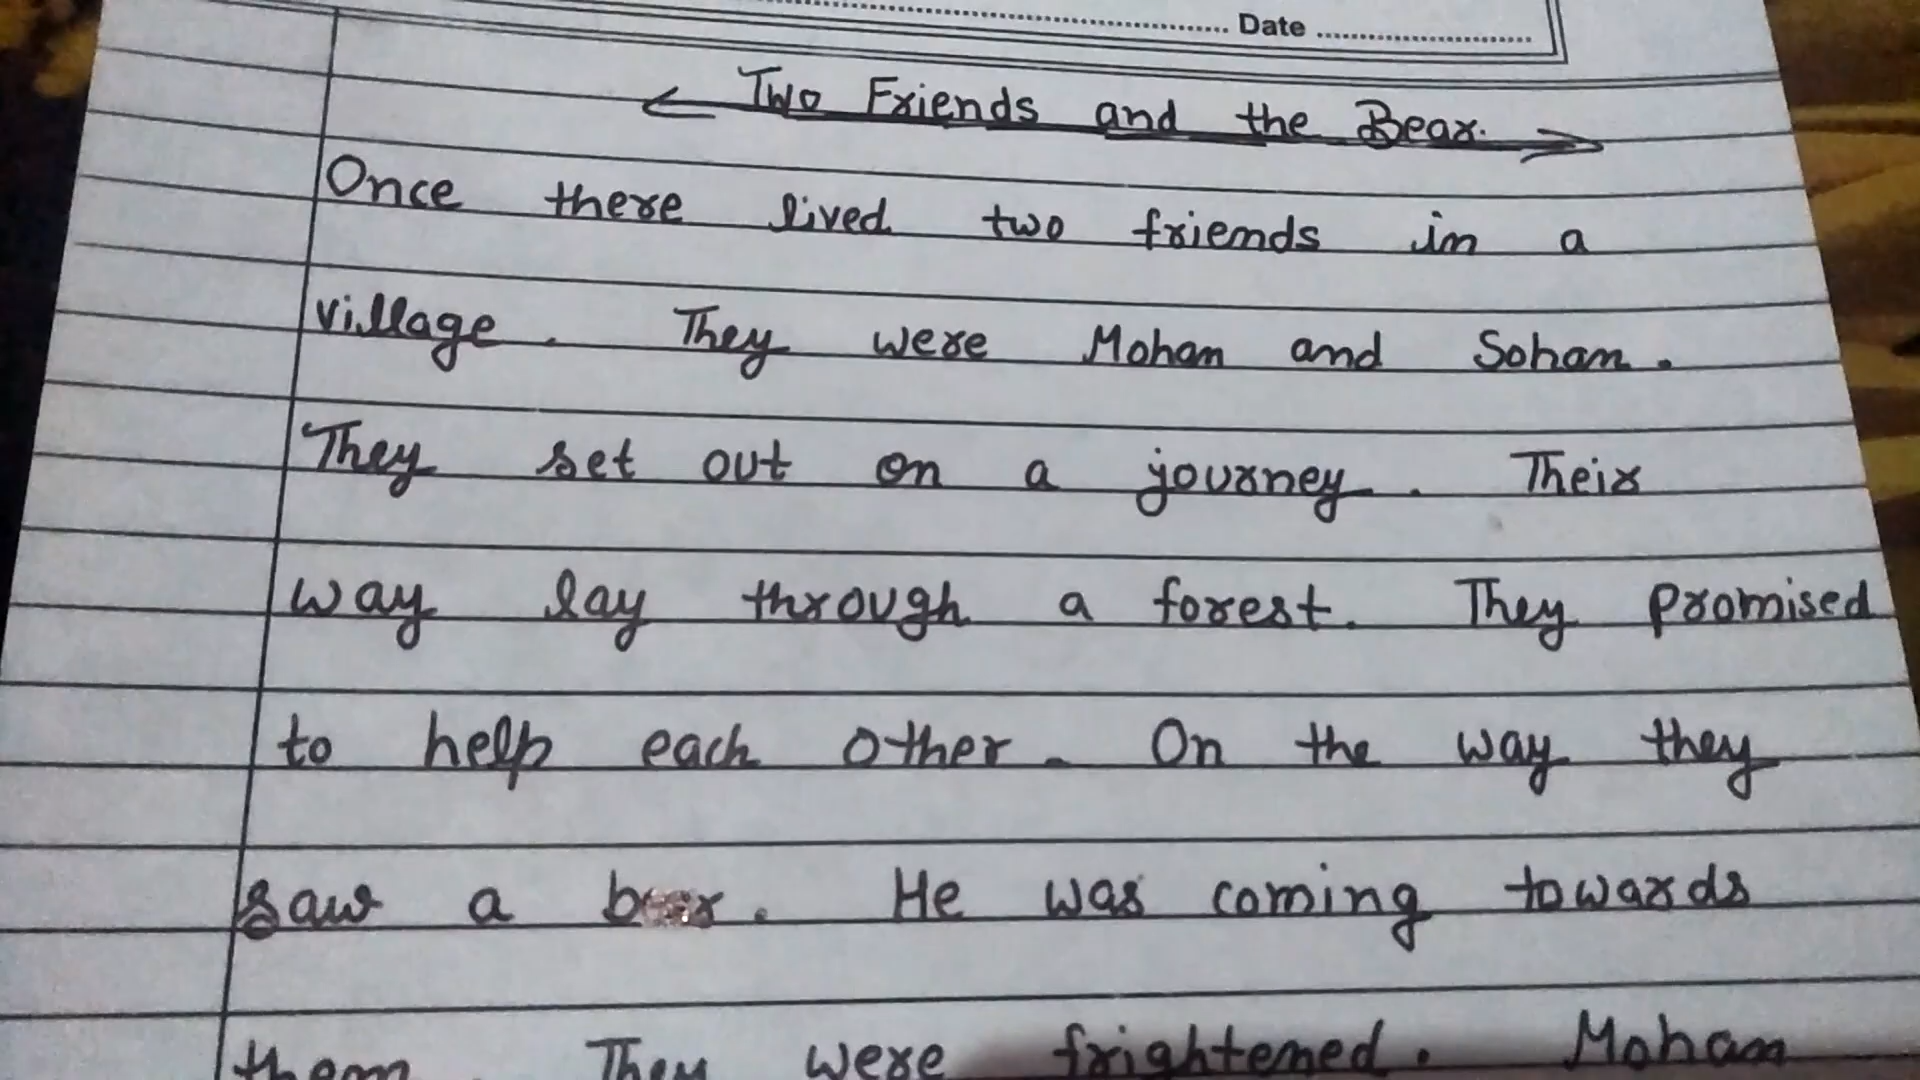 Date
Two Friends and the Bear.
Once there lived two friends in a
village. They were Mohan and Sohan.
They set out on a journey. Their
way lay through a forest. They promised
to help each other. On the way they
saw a . He was coming towards
them. They were frightened. Mohan